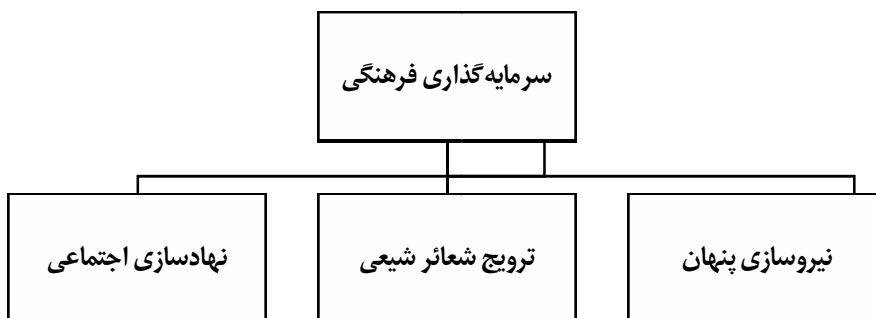 سرمایه‌گذاری فرهنگی
نیروسازی پنهان
ترویج شعائر شیعی
نهادسازی اجتماعی